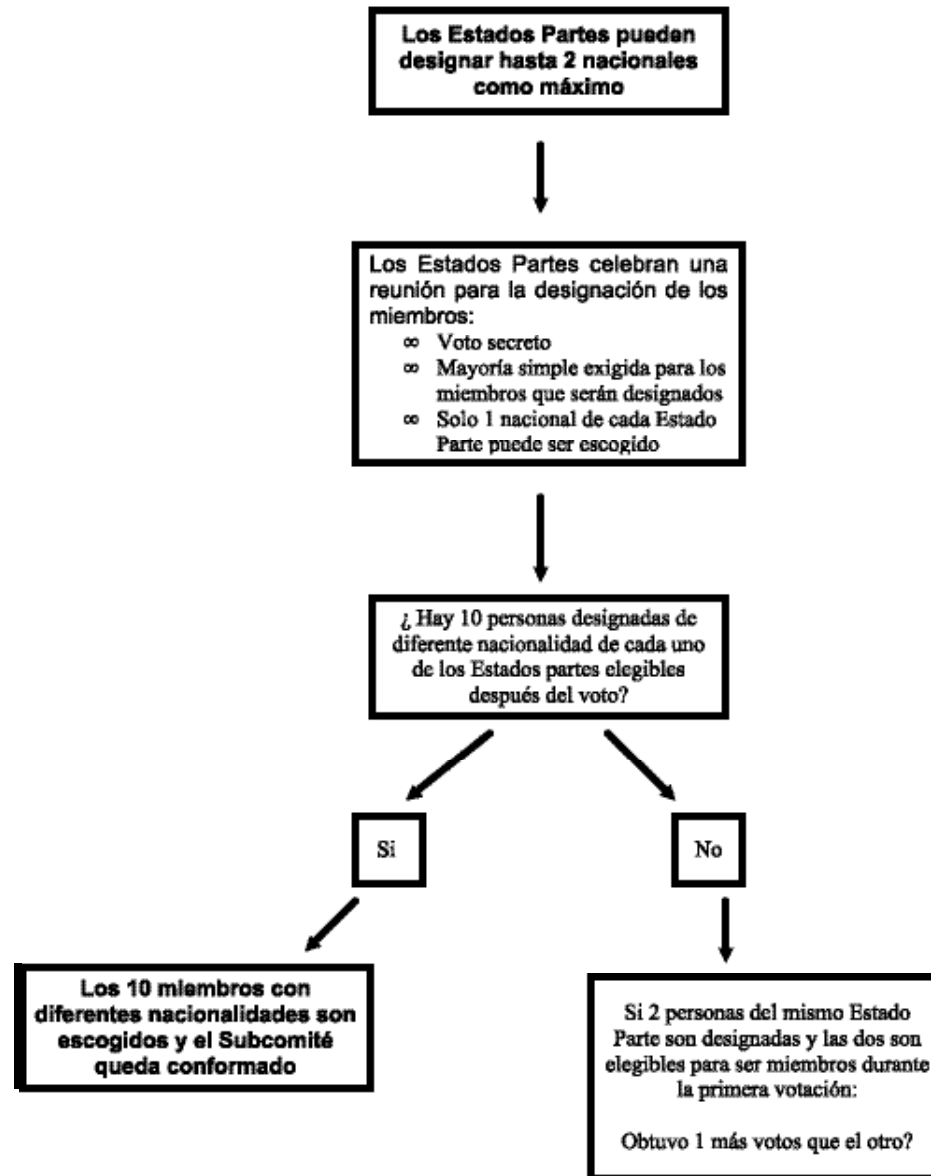 Los Estados Partes pueden
designar hasta 2 nacionales
como máximo
Los Estados Partes celebran una
reunión para la designación de los
miembros:
∞ Voto secreto
∞ Mayoría simple exigida para los
miembros que serán designados
∞ Solo 1 nacional de cada Estado
Parte puede ser escogido
¿ Hay 10 personas designadas de
diferente nacionalidad de cada uno
de los Estados partes elegibles
después del voto?
Si
No
Los 10 miembros con
diferentes nacionalidades son
escogidos y el Subcomité
queda conformado
Si 2 personas del mismo Estado
Parte son designadas y las dos son
elegibles para ser miembros durante
la primera votación:
Obtuvo 1 más votos que el otro?